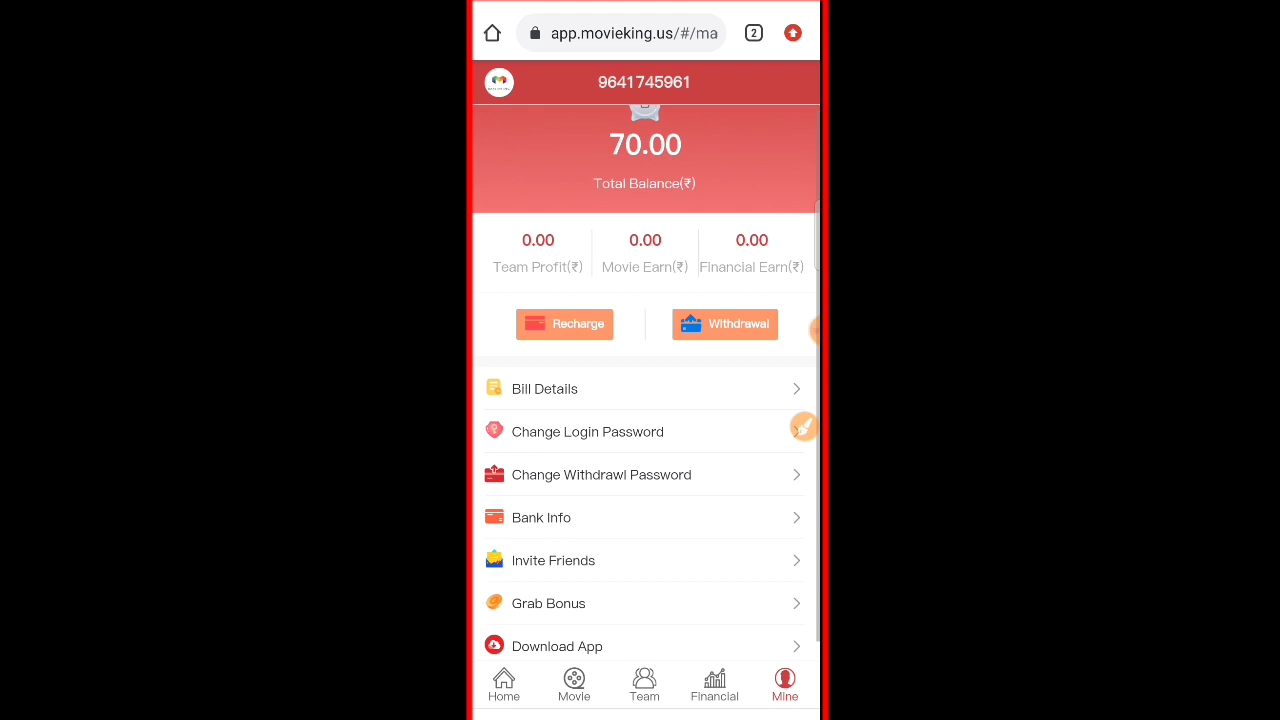 app.movieking.us/#/ma
2
9641745961
70.00
Total Balance(₹)
0.00 0.00 0.00
Team Profit(₹) Movie Earn(₹) Financial Earn(₹)
Recharge Withdrawal
Bill Details
Change Login Password
Change Withdrawl Password
Bank Info
Invite Friends
Grab Bonus
Download App
Home Movie Team Financial Mine